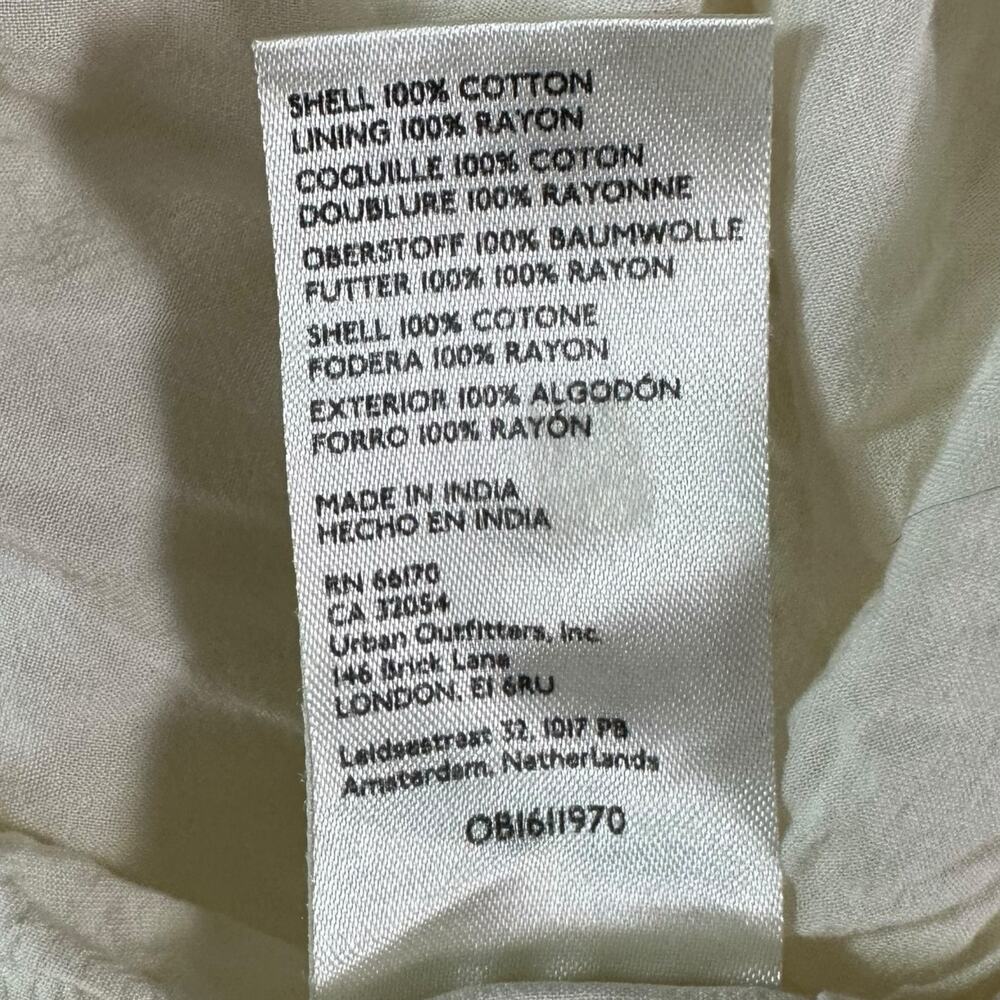 SHELL 100% COTTON
LINING 100% RAYON
COQUILLE 100% COTON
DOUBLURE 100% RAYONNE
OBERSTOFF 100% BAUMWOLLE
FUTTER 100% 100% RAYON
SHELL 100% COTONE
FODERA 100% RAYON
EXTERIOR 100% ALGODÓN
FORRO 100% RAYÓN
MADE IN INDIA
HECHO EN INDIA
RN 66170
CA 32054
Urban Outfitters, Inc
146 Brick Lane
LONDON, E1 6RU
Leidsestraat 32, 1017 PB
Amsterdam, Netherlands
OB1611970